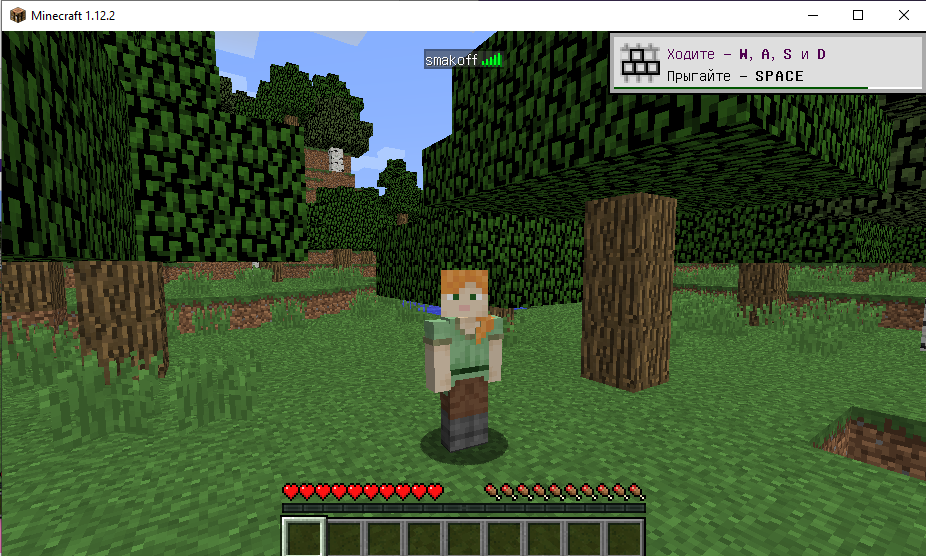 Minecraft 1.12.2
smakoff
Ходите – W, A, S и D
Прыгайте – SPACE